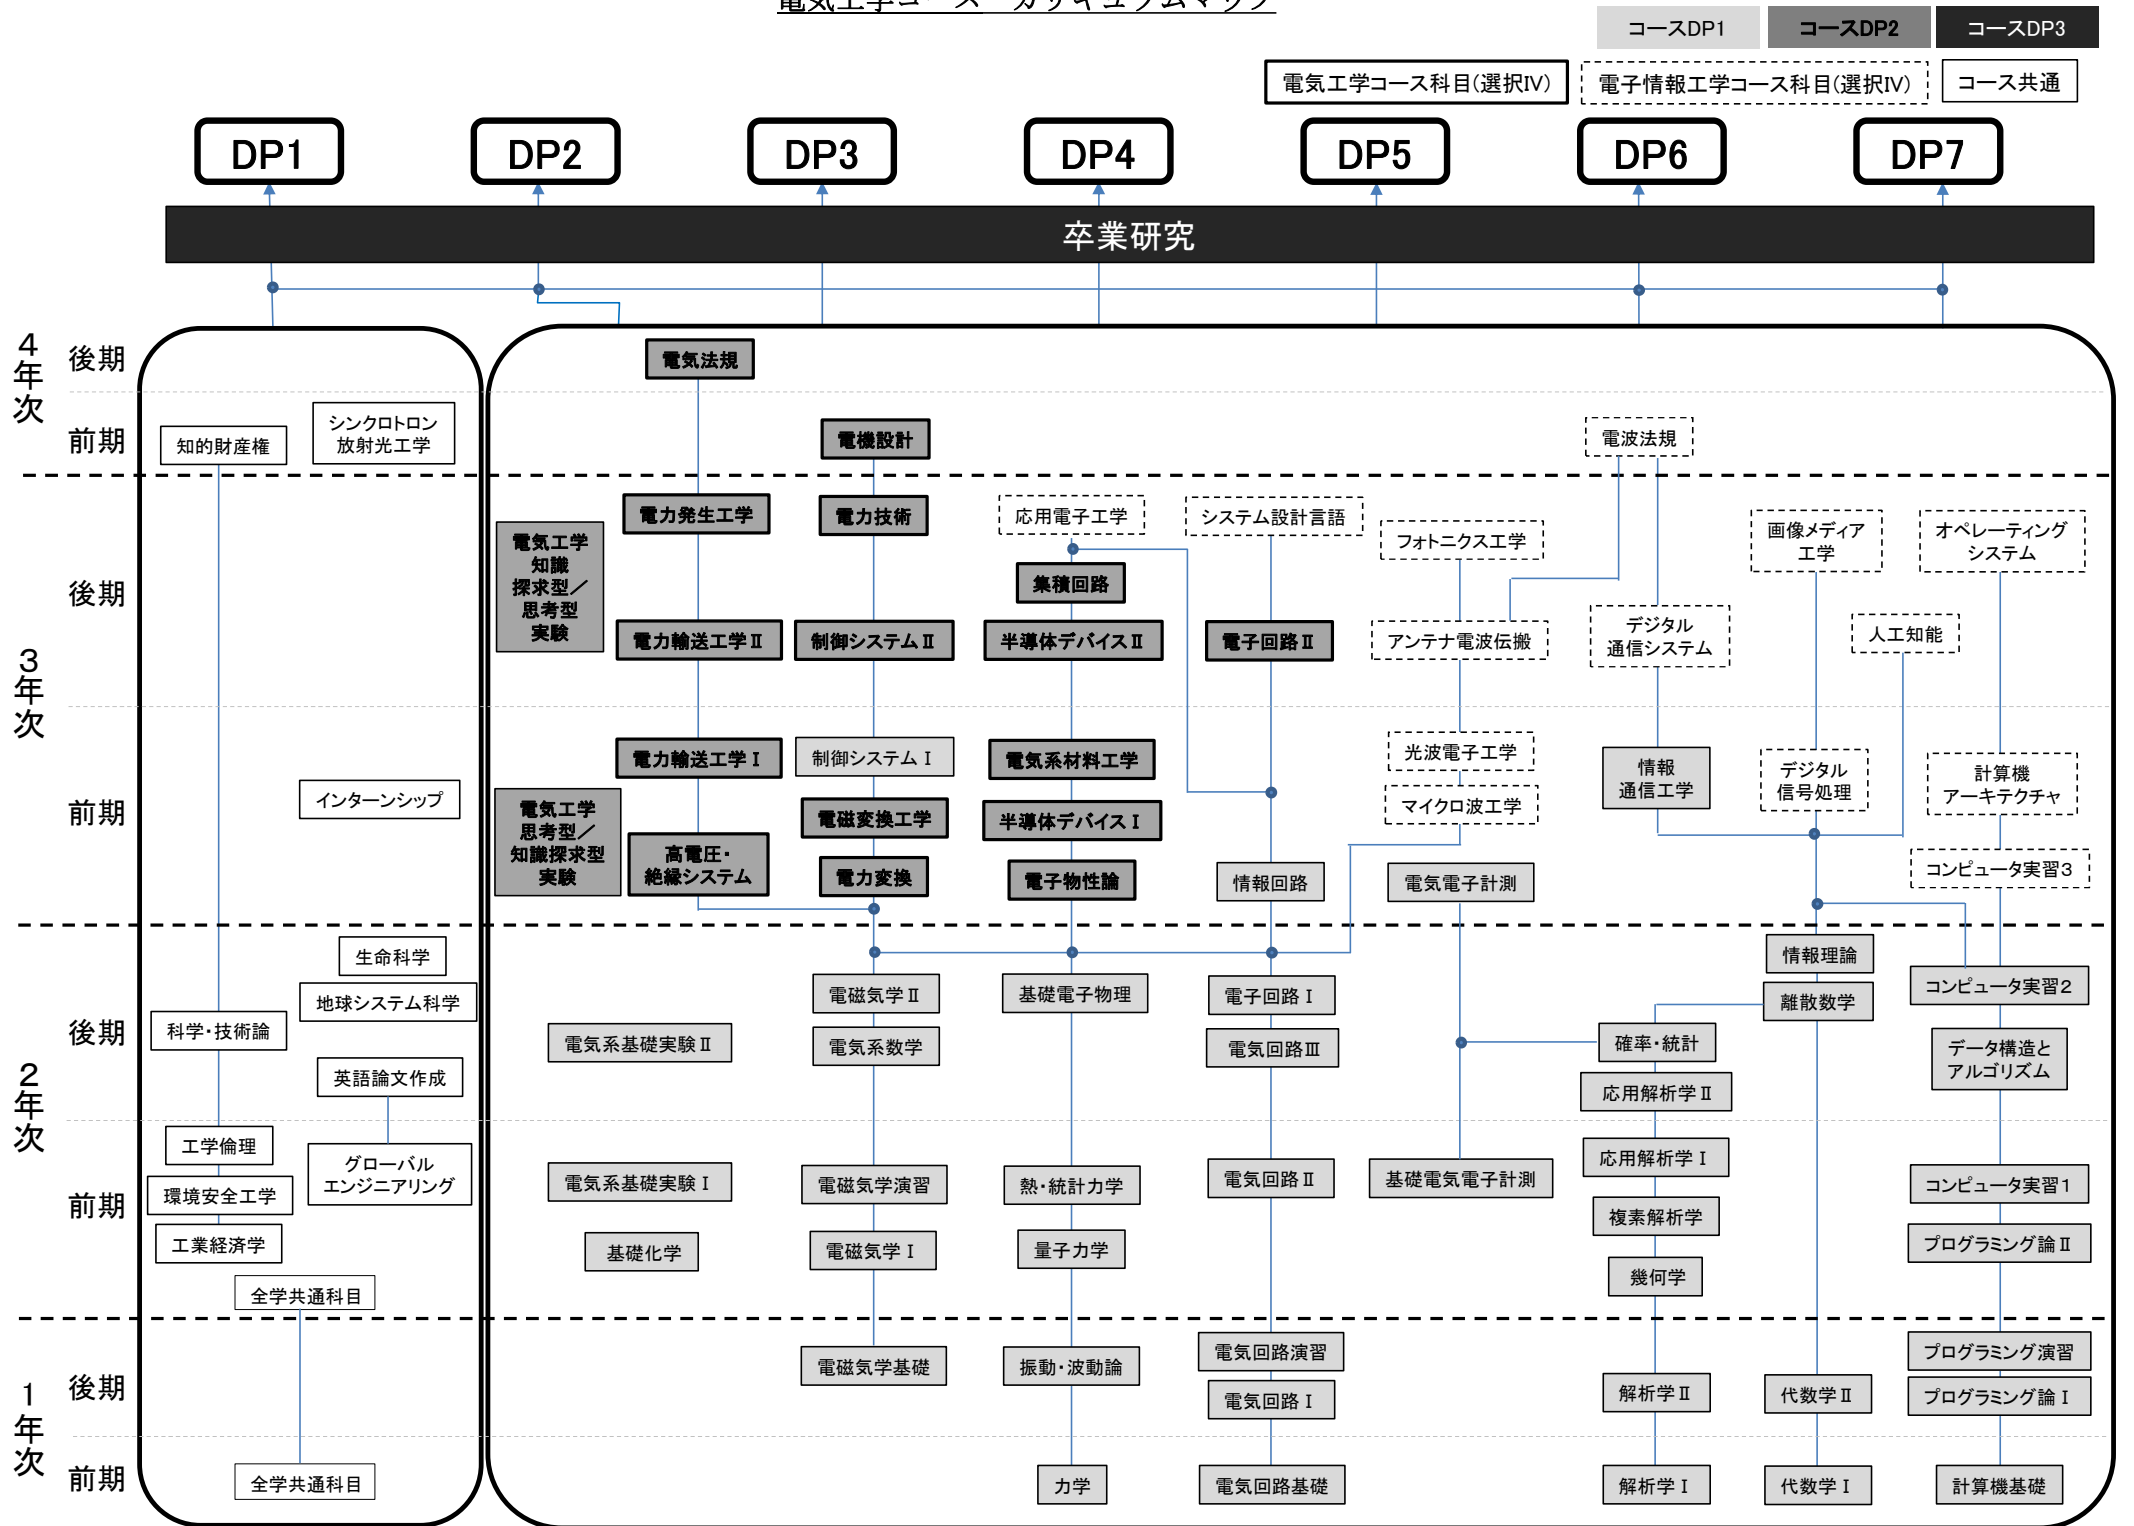 電気工学コース カリキュラムマップ
コースDP1
コースDP2
コースDP3
電気工学コース科目(選択Ⅳ)
電子情報工学コース科目(選択Ⅳ)
コース共通
DP1
DP2
DP3
DP4
DP5
DP6
DP7
卒業研究
4年次
後期
電気法規
前期
知的財産権
シンクロトロン
放射光工学
電機設計
電波法規
3年次
後期
電気工学
知識
探求型／
思考型
実験
電力発生工学
電力技術
応用電子工学
システム設計言語
フォトニクス工学
画像メディア
工学
オペレーティング
システム
集積回路
電力輸送工学Ⅱ
制御システムⅡ
半導体デバイスⅡ
電子回路Ⅱ
アンテナ電波伝搬
デジタル
通信システム
人工知能
前期
インターンシップ
電気工学
思考型／
知識探求型
実験
電力輸送工学Ⅰ
制御システムⅠ
電気系材料工学
光波電子工学
情報
通信工学
デジタル
信号処理
計算機
アーキテクチャ
電磁変換工学
半導体デバイスⅠ
マイクロ波工学
高電圧・
絶縁システム
電力変換
電子物性論
情報回路
電気電子計測
コンピュータ実習3
2年次
後期
生命科学
地球システム科学
科学・技術論
英語論文作成
電気系基礎実験Ⅱ
電磁気学Ⅱ
電気系数学
基礎電子物理
電子回路Ⅰ
電気回路Ⅲ
情報理論
離散数学
確率・統計
応用解析学Ⅱ
コンピュータ実習2
データ構造と
アルゴリズム
前期
工学倫理
環境安全工学
工業経済学
グローバル
エンジニアリング
全学共通科目
電気系基礎実験Ⅰ
基礎化学
電磁気学演習
電磁気学Ⅰ
熱・統計力学
量子力学
電気回路Ⅱ
基礎電気電子計測
応用解析学Ⅰ
複素解析学
幾何学
コンピュータ実習1
プログラミング論Ⅱ
1年次
後期
電磁気学基礎
振動・波動論
電気回路演習
電気回路Ⅰ
解析学Ⅱ
代数学Ⅱ
プログラミング演習
プログラミング論Ⅰ
前期
全学共通科目
力学
電気回路基礎
解析学Ⅰ
代数学Ⅰ
計算機基礎